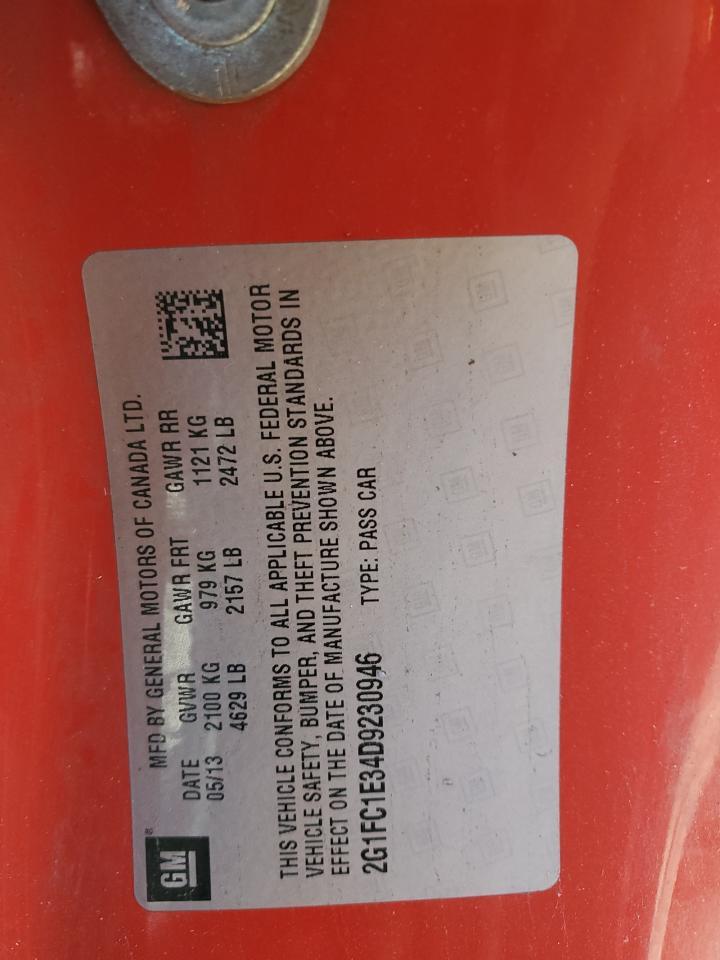 GM®
MFD BY GENERAL MOTORS OF CANADA LTD.
DATE GVWR GAWR FRT GAWR RR
05/13 2100 KG 979 KG 1121 KG
4629 LB 2157 LB 2472 LB
THIS VEHICLE CONFORMS TO ALL APPLICABLE U.S. FEDERAL MOTOR
VEHICLE SAFETY, BUMPER, AND THEFT PREVENTION STANDARDS IN
EFFECT ON THE DATE OF MANUFACTURE SHOWN ABOVE.
2G1FC1E34D9230946 TYPE: PASS CAR